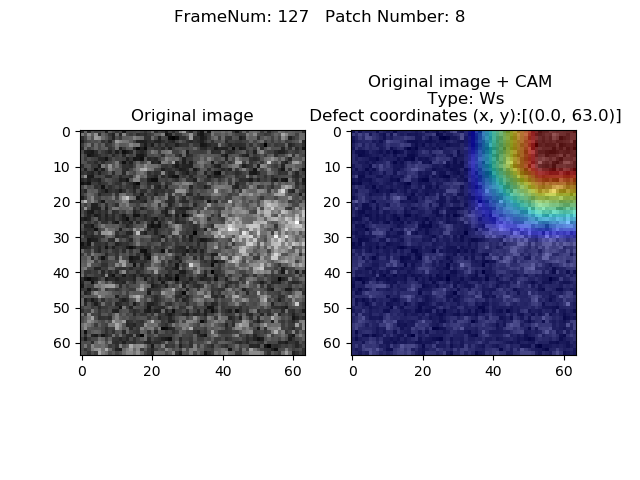 FrameNum: 127   Patch Number: 8
Original image
0
10
20
30
40
50
60
0 20 40 60
Original image + CAM
Type: Ws
Defect coordinates (x, y):[(0.0, 63.0)]
0
10
20
30
40
50
60
0 20 40 60